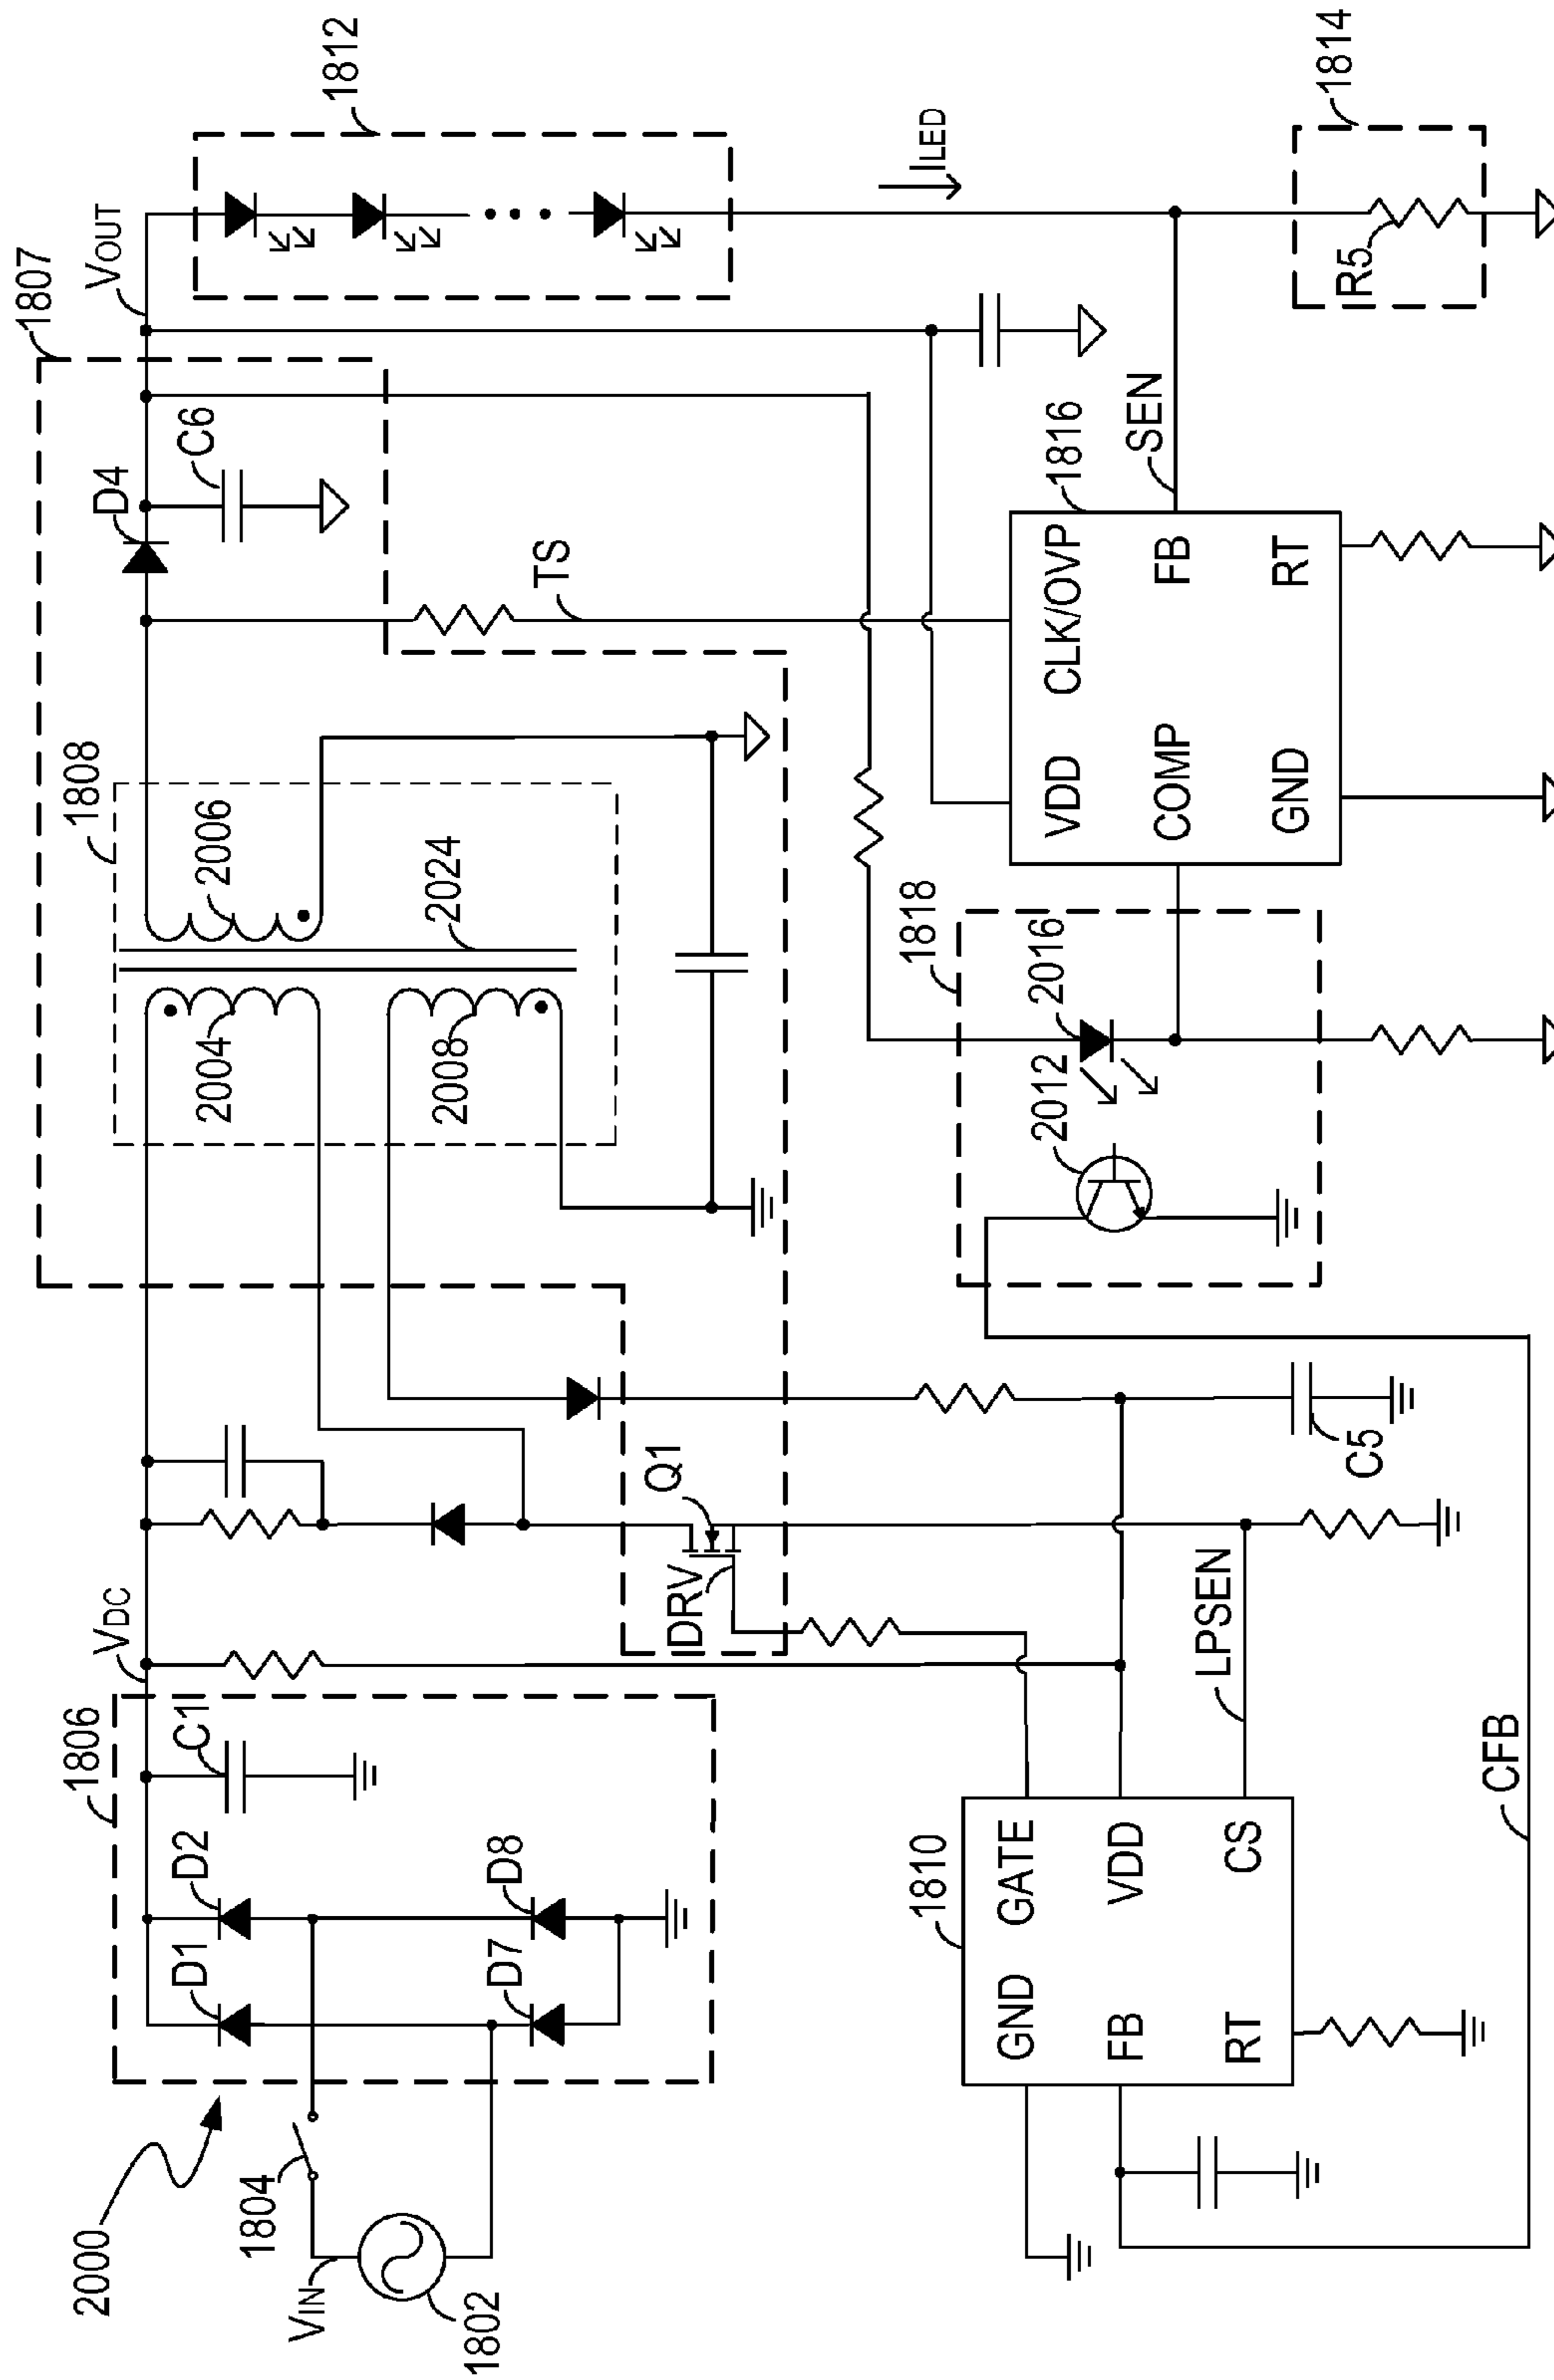 2000
1804
VIN
1802
1806
D1
D2
C1
D7
D8
VDC
1807
1808
2004
2006
2008
2024
D4
C6
VOUT
1812
ILED
TS
Q1
DRV
1810
GND
GATE
FB
VDD
RT
CS
LPSEN
C5
CFB
1818
2012
2016
1816
VDD
CLK/OVP
COMP
FB
GND
RT
SEN
1814
R5